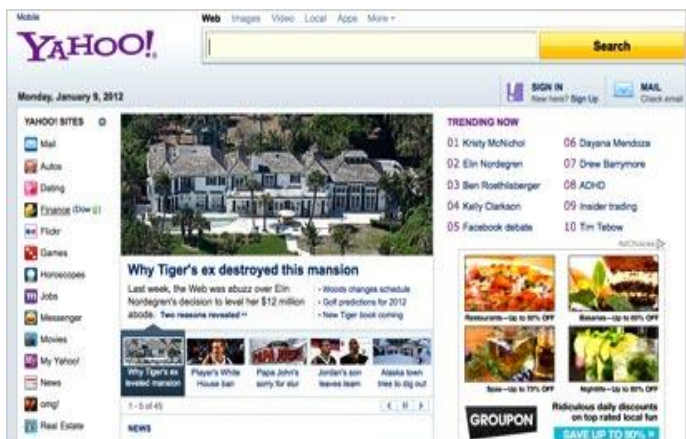 Mobile
YAHOO!
Web Images Video Local Apps More
Search
Monday, January 9, 2012
SIGN IN
New here? Sign Up
MAIL
Check email
YAHOO! SITES
Mail
Autos
Dating
Finance (Dow
Flickr
Games
Horoscopes
Jobs
Messenger
Movies
My Yahoo!
News
omg!
Real Estate
Why Tiger's ex destroyed this mansion
Last week, the Web was abuzz over Elin
Nordegren's decision to level her $12 million
abode. Two reasons revealed »
• Woods changes schedule
• Golf predictions for 2012
• New Tiger book coming
Why Tiger's ex
leveled mansion
Player's White
House ban
Papa John's
sorry for slur
Jordan's son
leaves team
Alaska town
tries to dig out
1 - 5 of 45
NEWS
TRENDING NOW
01 Kristy McNichol
02 Elin Nordegren
03 Ben Roethlisberger
04 Kelly Clarkson
05 Facebook debate
06 Dayana Mendoza
07 Drew Barrymore
08 ADHD
09 Insider trading
10 Tim Tebow
AdChoices
Restaurants—Up to 50% OFF
Bakeries—Up to 60% OFF
Spas—Up to 70% OFF
Nightlife—Up to 80% OFF
GROUPON
Ridiculous daily discounts
on top rated local fun
SAVE UP TO 90% »